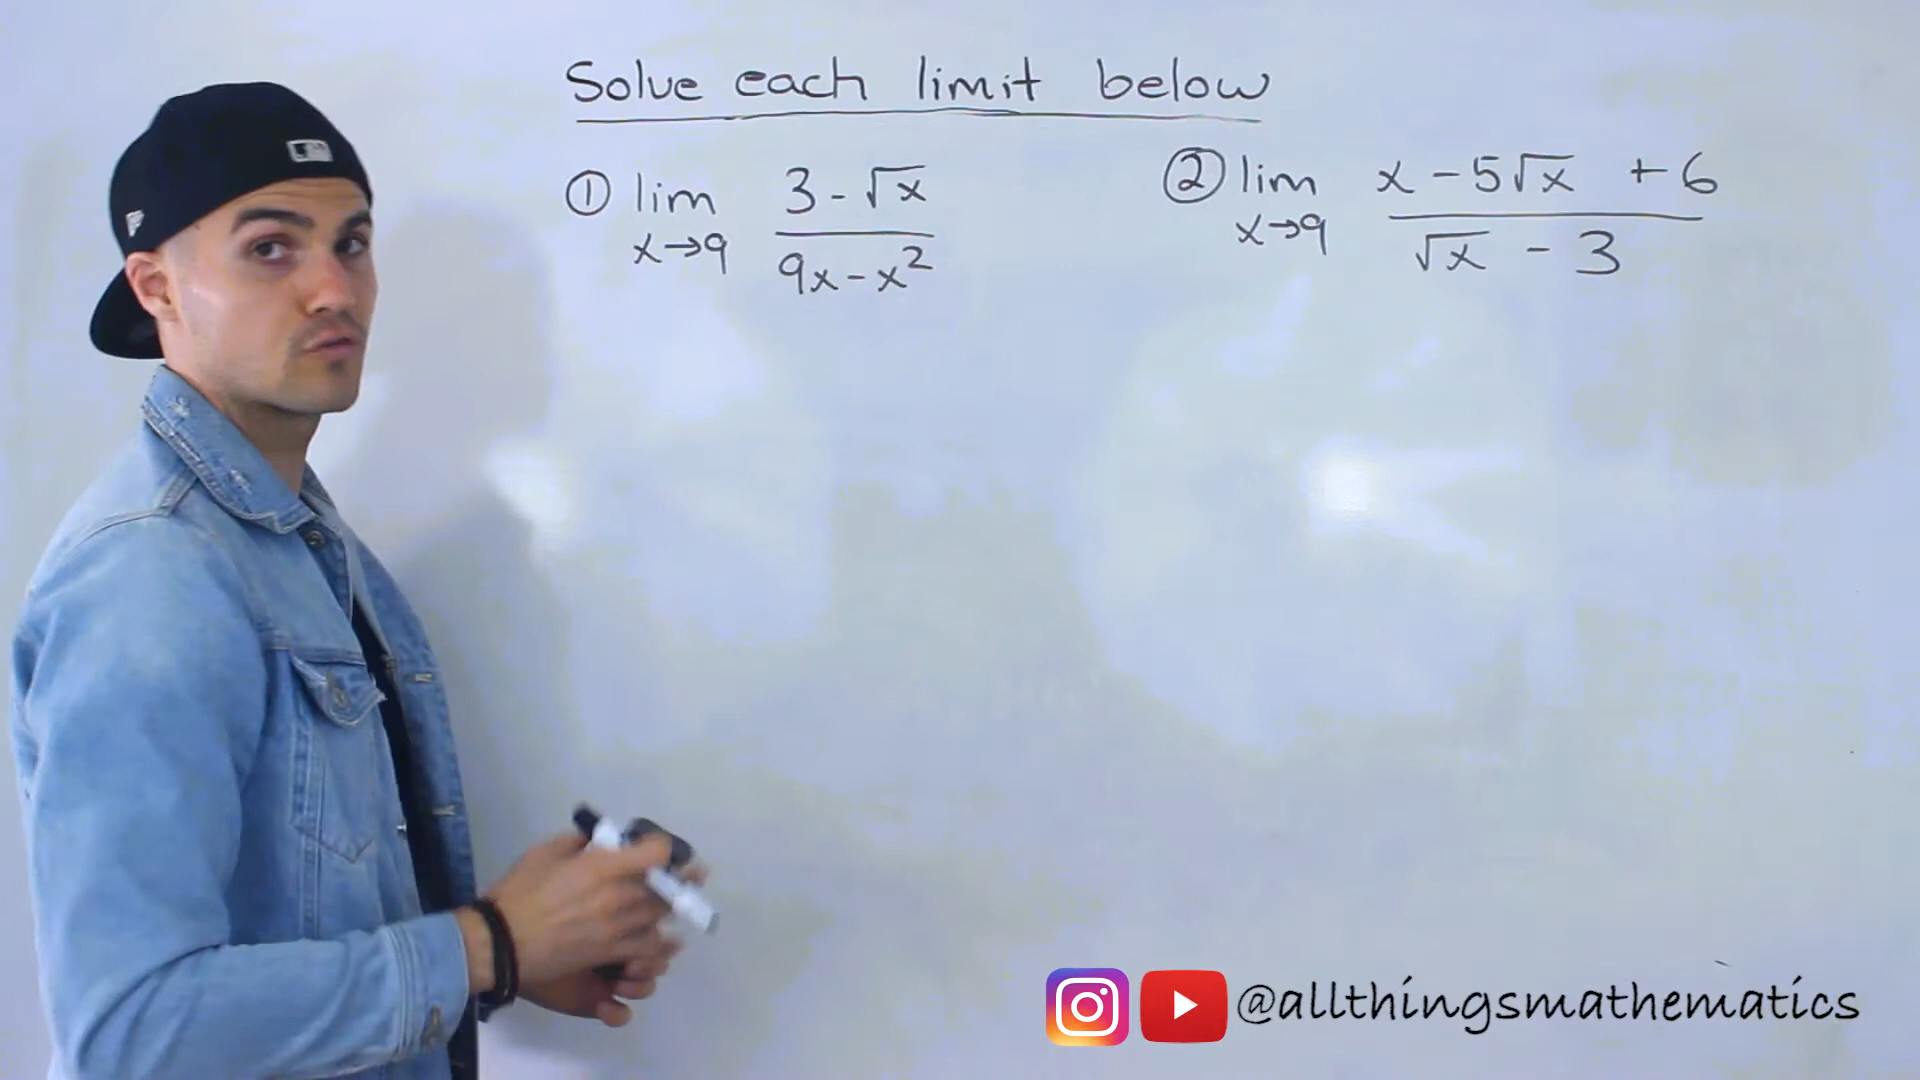 Solve each limit below
① lim x→9 (3 - √x) / (9x - x²)
② lim x→9 (x - 5√x + 6) / (√x - 3)
@allthingsmathematics